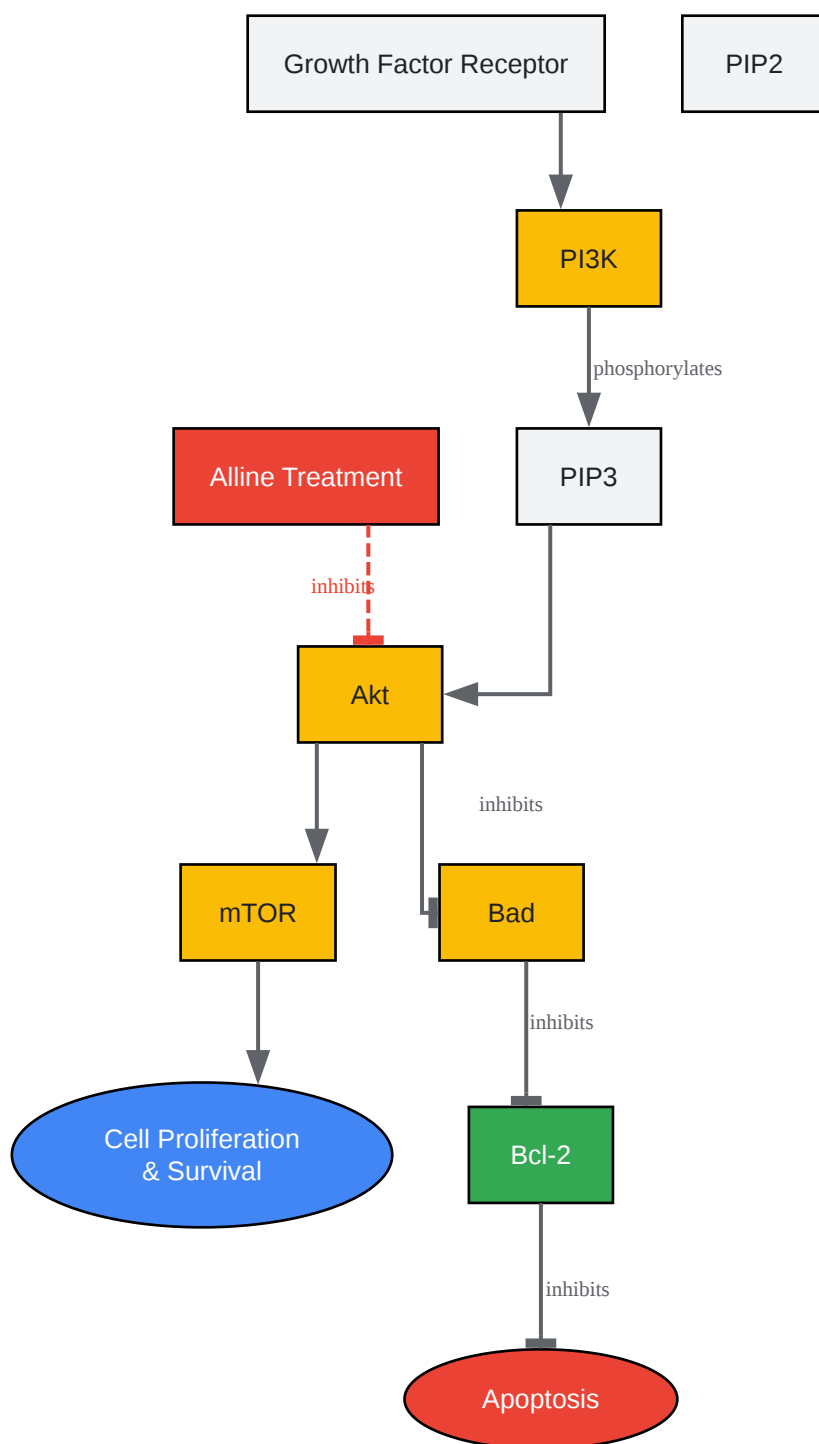 Growth Factor Receptor
PIP2
PI3K
phosphorylates
Alline Treatment
PIP3
inhibits
Akt
inhibits
mTOR
Bad
inhibits
Cell Proliferation
& Survival
Bcl-2
inhibits
Apoptosis